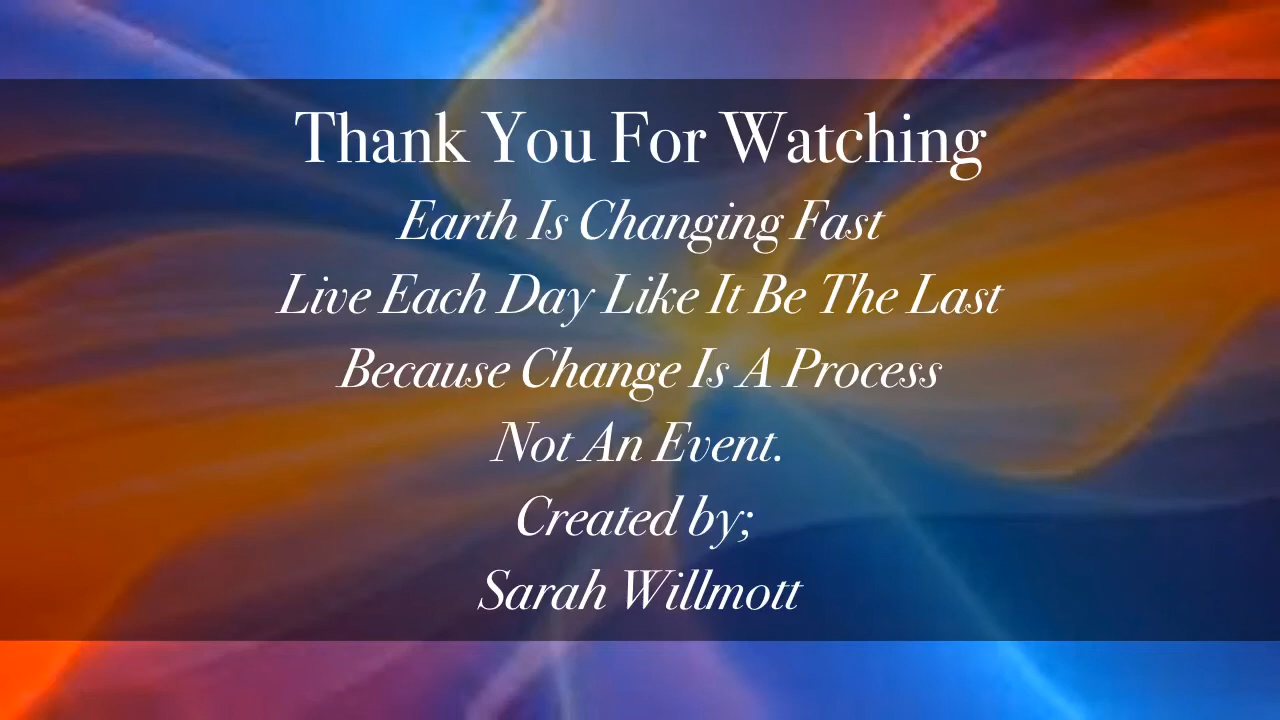 Thank You For Watching
Earth Is Changing Fast
Live Each Day Like It Be The Last
Because Change Is A Process
Not An Event.
Created by;
Sarah Willmott